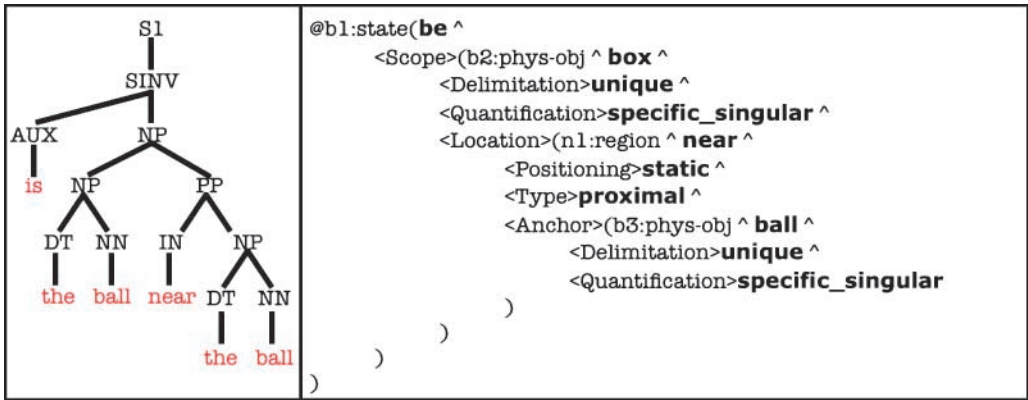 S1
SINV
AUX NP
is NP PP
DT NN IN NP
the ball near DT NN
the ball
@b1:state(be ^
<Scope>(b2:phys-obj ^ box ^
<Delimitation>unique ^
<Quantification>specific_singular ^
<Location>(n1:region ^ near ^
<Positioning>static ^
<Type>proximal ^
<Anchor>(b3:phys-obj ^ ball ^
<Delimitation>unique ^
<Quantification>specific_singular
)
)
)
)